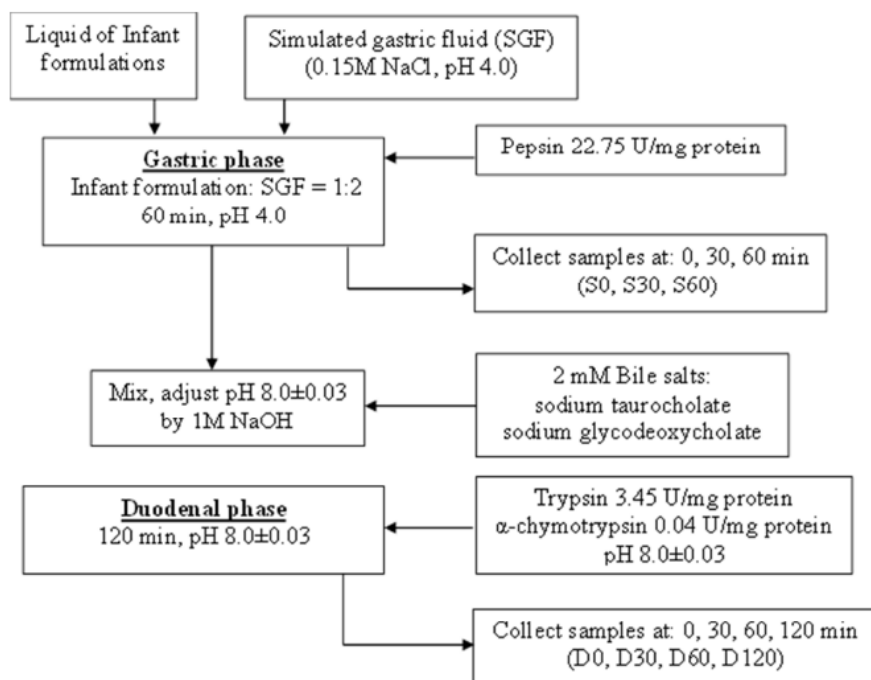 Liquid of Infant
formulations
Simulated gastric fluid (SGF)
(0.15M NaCl, pH 4.0)
Gastric phase
Infant formulation: SGF = 1:2
60 min, pH 4.0
Pepsin 22.75 U/mg protein
Collect samples at: 0, 30, 60 min
(S0, S30, S60)
Mix, adjust pH 8.0±0.03
by 1M NaOH
2 mM Bile salts:
sodium taurocholate
sodium glycodeoxycholate
Duodenal phase
120 min, pH 8.0±0.03
Trypsin 3.45 U/mg protein
α-chymotrypsin 0.04 U/mg protein
pH 8.0±0.03
Collect samples at: 0, 30, 60, 120 min
(D0, D30, D60, D120)